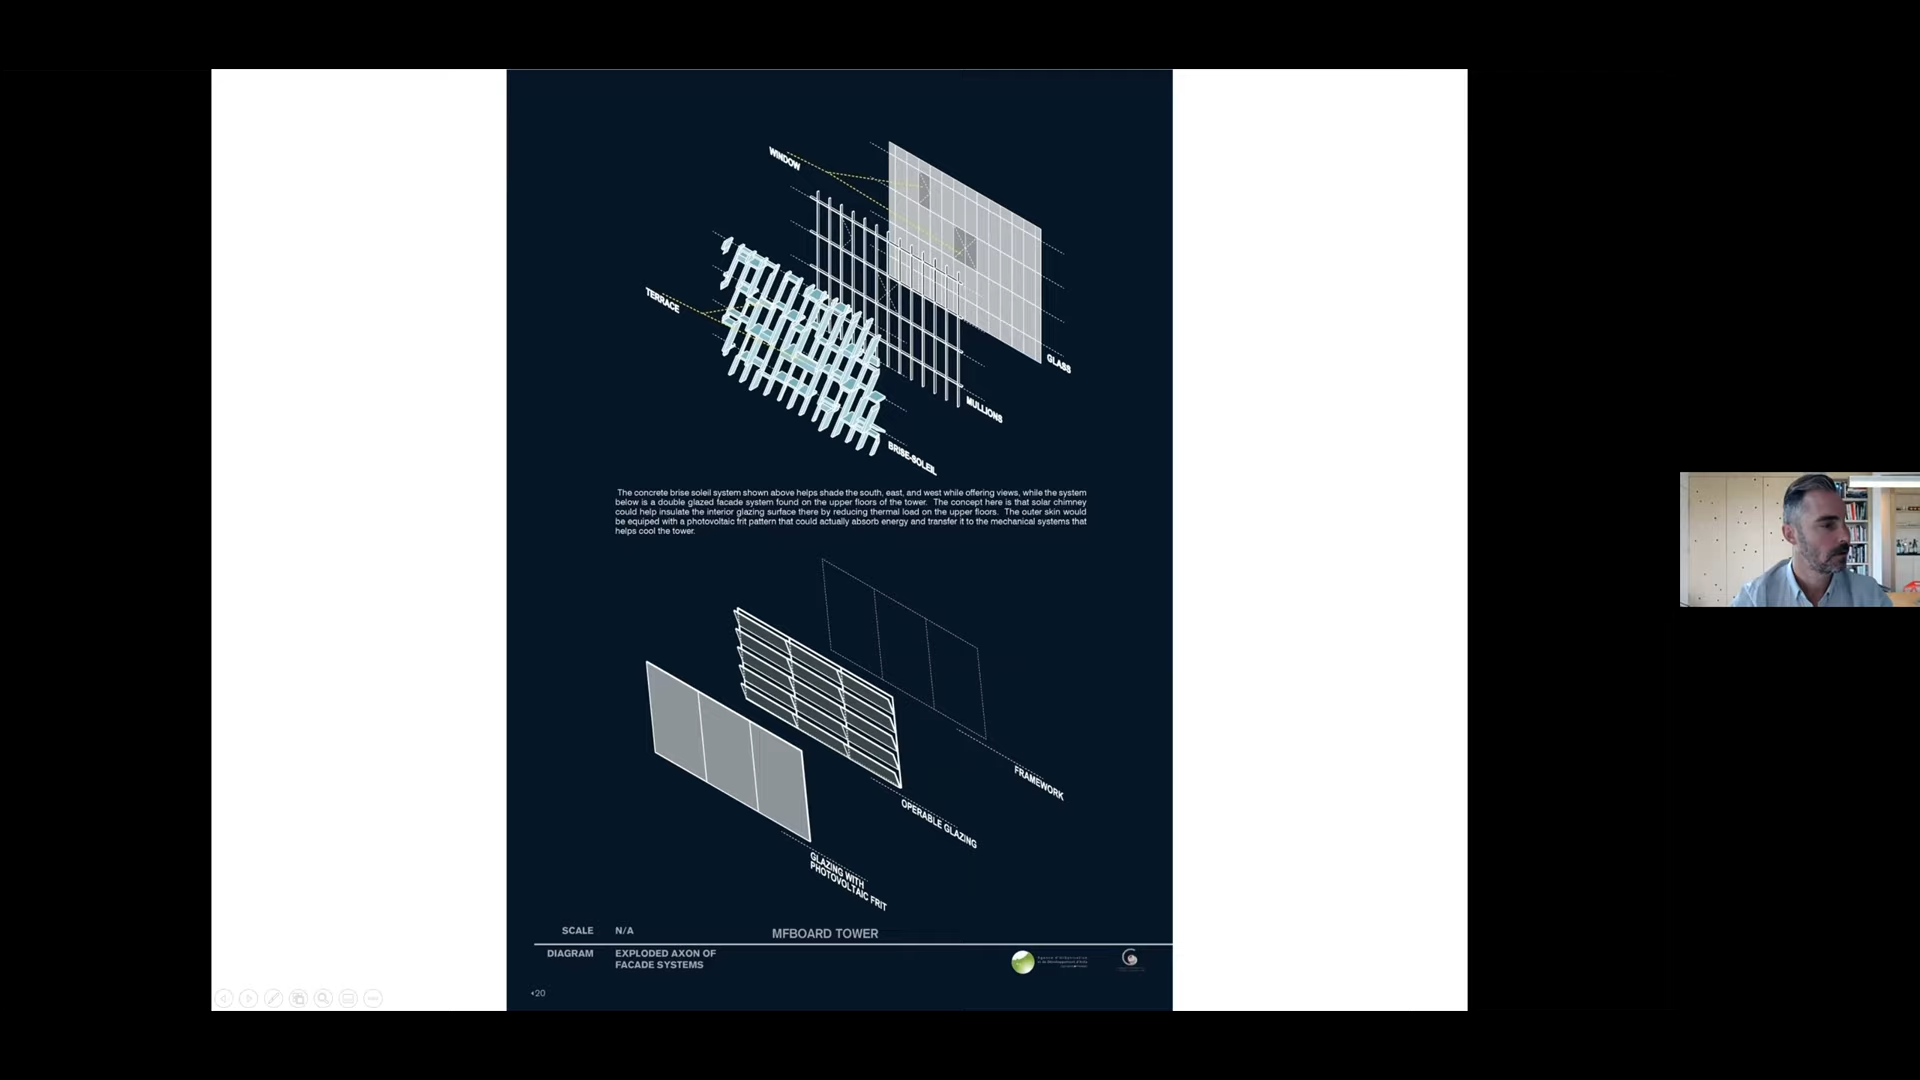 WINDOW
TERRACE
GLASS
MULLIONS
BRISE-SOLEIL
The concrete brise soleil system shown above helps shade the south, east, and west while offering views, while the system
below is a double glazed facade system found on the upper floors of the tower. The concept here is that solar chimney
could help insulate the interior glazing surface there by reducing thermal load on the upper floors. The outer skin would
be equiped with a photovoltaic frit pattern that could actually absorb energy and transfer it to the mechanical systems that
helps cool the tower.
FRAMEWORK
OPERABLE GLAZING
GLAZING WITH
PHOTOVOLTAIC FRIT
SCALE N/A MFBOARD TOWER
DIAGRAM EXPLODED AXON OF
FACADE SYSTEMS
20